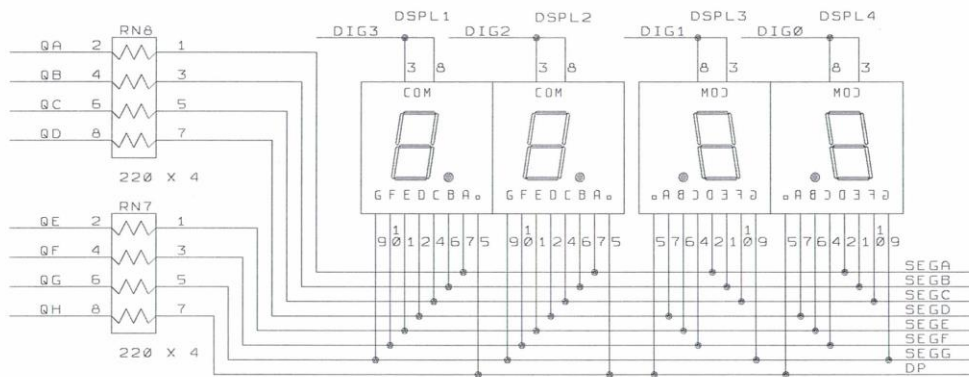 DSPL1 DSPL2 DSPL3 DSPL4
DIG3 DIG2 DIG1 DIG0
3 8 3 8 8 3 8 3
COM COM COM COM
RN8
QA 2 1
QB 4 3
QC 6 5
QD 8 7
220 X 4
RN7
QE 2 1
QF 4 3
QG 6 5
QH 8 7
220 X 4
G F E D C B A . G F E D C B A . . A B C D E F G . A B C D E F G
9 10 1 2 4 6 7 5 9 10 1 2 4 6 7 5 5 7 6 4 2 1 10 9 5 7 6 4 2 1 10 9
SEGA
SEGB
SEGC
SEGD
SEGE
SEGF
SEGG
DP